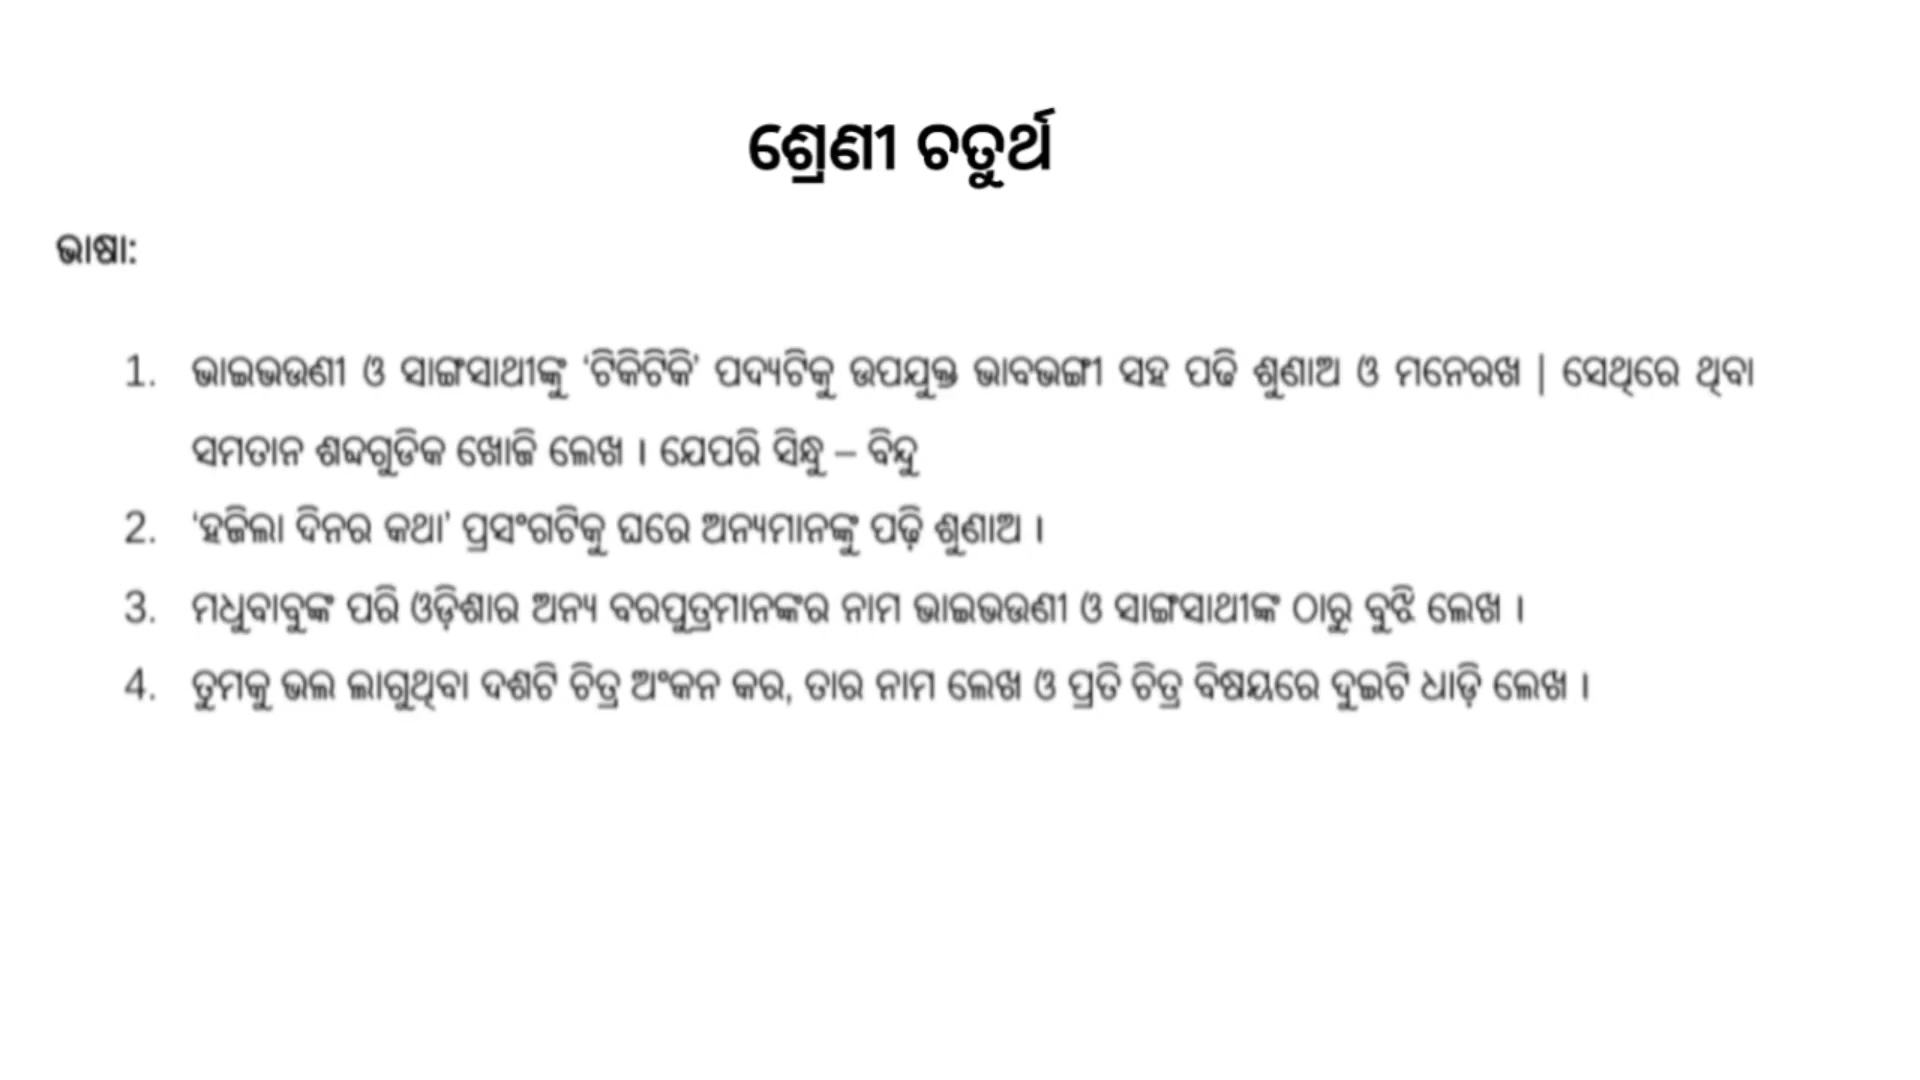 ଶ୍ରେଣୀ ଚତୁର୍ଥ
ଭାଷା:
1. ଭାଇଭଉଣୀ ଓ ସାଙ୍ଗସାଥୀଙ୍କୁ ‘ଟିକିଟିକି’ ପଦ୍ୟଟିକୁ ଉପଯୁକ୍ତ ଭାବଭଙ୍ଗୀ ସହ ପଢି ଶୁଣାଅ ଓ ମନେରଖ | ସେଥିରେ ଥିବା
ସମତାନ ଶବ୍ଦଗୁଡିକ ଖୋଜି ଲେଖ । ଯେପରି ସିନ୍ଧୁ – ବିନ୍ଦୁ
2. ‘ହଜିଲା ଦିନର କଥା’ ପ୍ରସଂଗଟିକୁ ଘରେ ଅନ୍ୟମାନଙ୍କୁ ପଢ଼ି ଶୁଣାଅ ।
3. ମଧୁବାବୁଙ୍କ ପରି ଓଡ଼ିଶାର ଅନ୍ୟ ବରପୁତ୍ରମାନଙ୍କର ନାମ ଭାଇଭଉଣୀ ଓ ସାଙ୍ଗସାଥୀଙ୍କ ଠାରୁ ବୁଝି ଲେଖ ।
4. ତୁମକୁ ଭଲ ଲାଗୁଥିବା ଦଶଟି ଚିତ୍ର ଅଂକନ କର, ତାର ନାମ ଲେଖ ଓ ପ୍ରତି ଚିତ୍ର ବିଷୟରେ ଦୁଇଟି ଧାଡ଼ି ଲେଖ ।